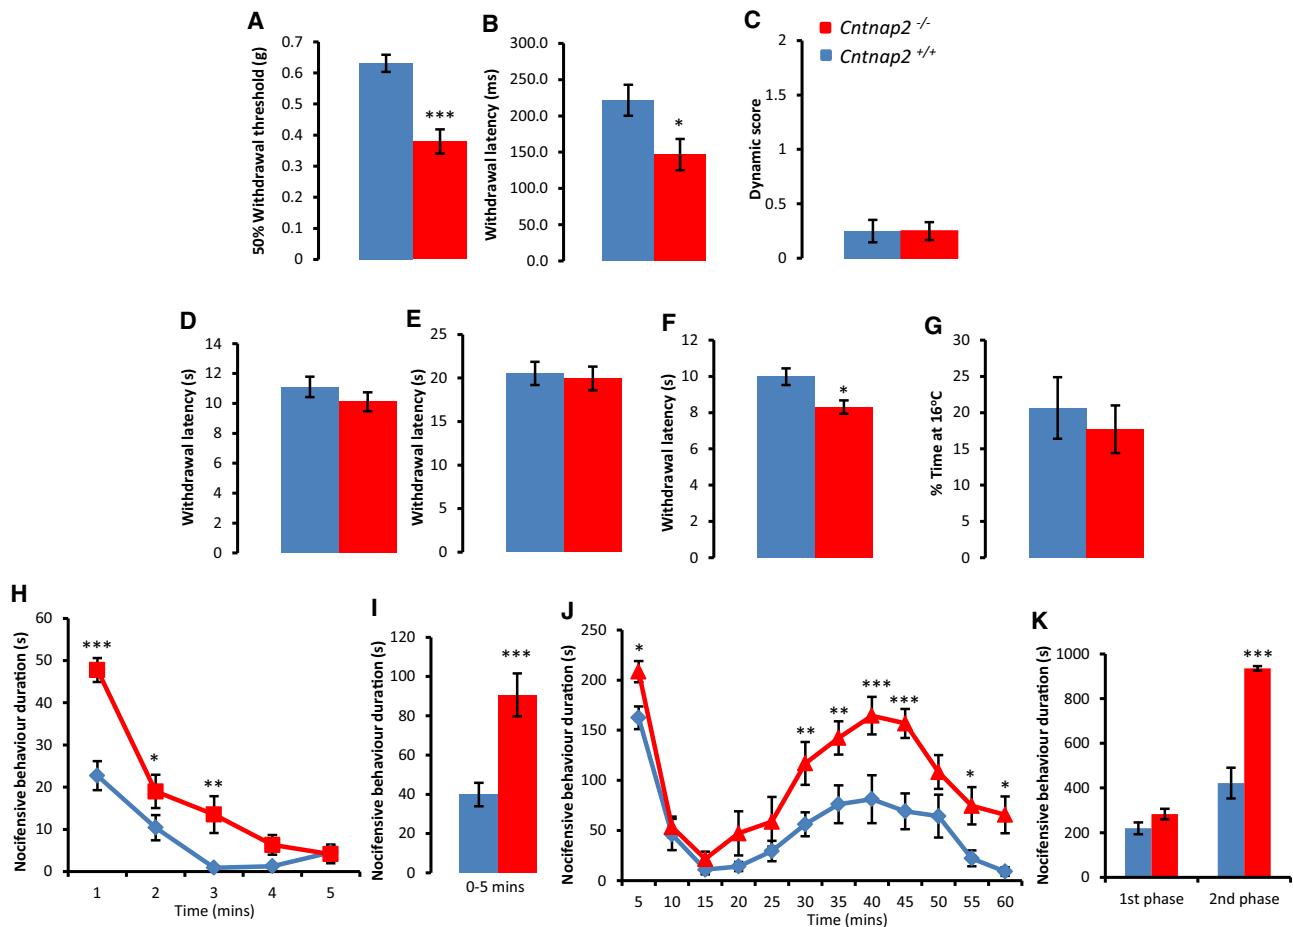 A
50% Withdrawal threshold (g)
0.7
0.6
0.5
0.4
0.3
0.2
0.1
0
***
B
Withdrawal latency (ms)
300.0
250.0
200.0
150.0
100.0
50.0
0.0
*
C
Dynamic score
2
1.5
1
0.5
0
Cntnap2 -/-
Cntnap2 +/+
D
Withdrawal latency (s)
14
12
10
8
6
4
2
0
E
Withdrawal latency (s)
25
20
15
10
5
0
F
Withdrawal latency (s)
12
10
8
6
4
2
0
*
G
% Time at 16°C
30
25
20
15
10
5
0
H
Nocifensive behaviour duration (s)
60
50
40
30
20
10
0
***
*
**
1 2 3 4 5
Time (mins)
I
Nocifensive behaviour duration (s)
120
100
80
60
40
20
0
***
0-5 mins
J
Nocifensive behaviour duration (s)
250
200
150
100
50
0
*
**
**
***
***
*
*
5 10 15 20 25 30 35 40 45 50 55 60
Time (mins)
K
Nocifensive behaviour duration (s)
1000
800
600
400
200
0
***
1st phase 2nd phase